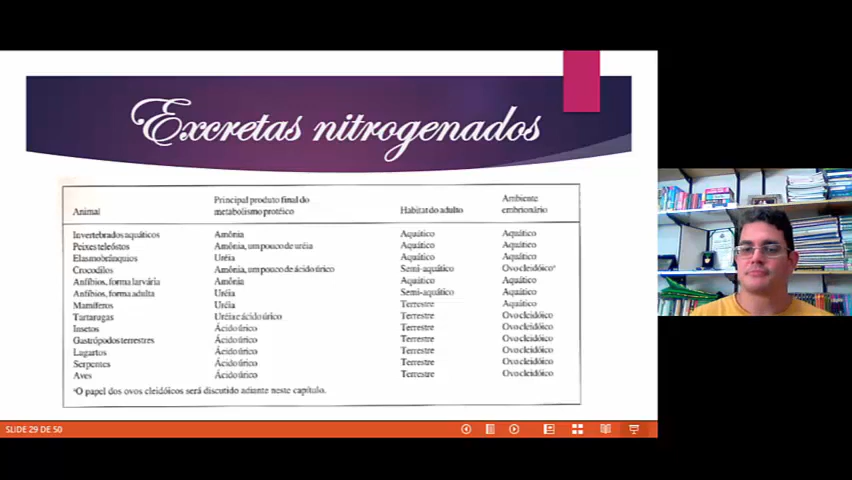 Excretas nitrogenados
Animal Principal produto final do metabolismo protéico Hábitat do adulto Ambiente embrionário
Invertebrados aquáticos Amônia Aquático Aquático
Peixes teleósteos Amônia, um pouco de uréia Aquático Aquático
Elasmobrânquios Uréia Aquático Aquático
Crocodilos Amônia, um pouco de ácido úrico Semi-aquático Ovo cleidóico*
Anfíbios, forma larvária Amônia Aquático Aquático
Anfíbios, forma adulta Uréia Semi-aquático Aquático
Mamíferos Uréia Terrestre Aquático
Tartarugas Uréia e ácido úrico Terrestre Ovo cleidóico
Insetos Ácido úrico Terrestre Ovo cleidóico
Gastrópodos terrestres Ácido úrico Terrestre Ovo cleidóico
Lagartos Ácido úrico Terrestre Ovo cleidóico
Serpentes Ácido úrico Terrestre Ovo cleidóico
Aves Ácido úrico Terrestre Ovo cleidóico
*O papel dos ovos cleidóicos será discutido adiante neste capítulo.
SLIDE 29 DE 50